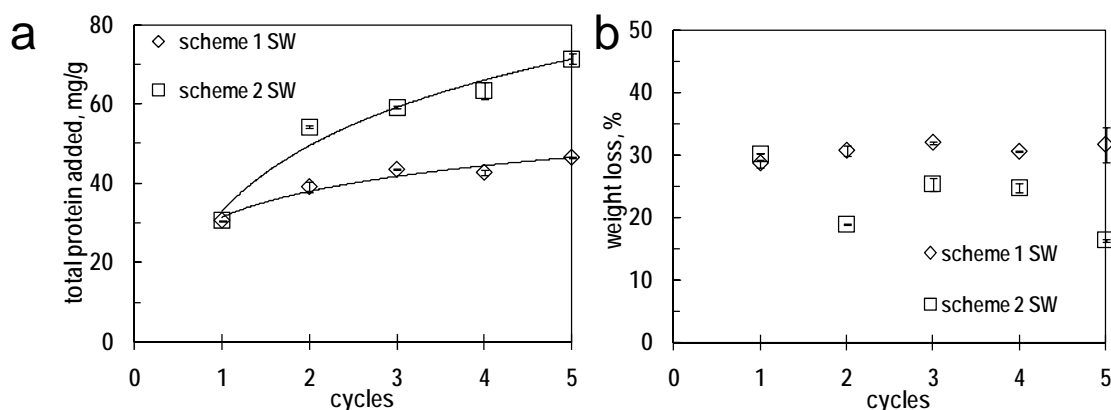 a
total protein added, mg/g
80
60
40
20
0
scheme 1 SW
scheme 2 SW
0 1 2 3 4 5
cycles
b
weight loss, %
50
40
30
20
10
0
scheme 1 SW
scheme 2 SW
0 1 2 3 4 5
cycles